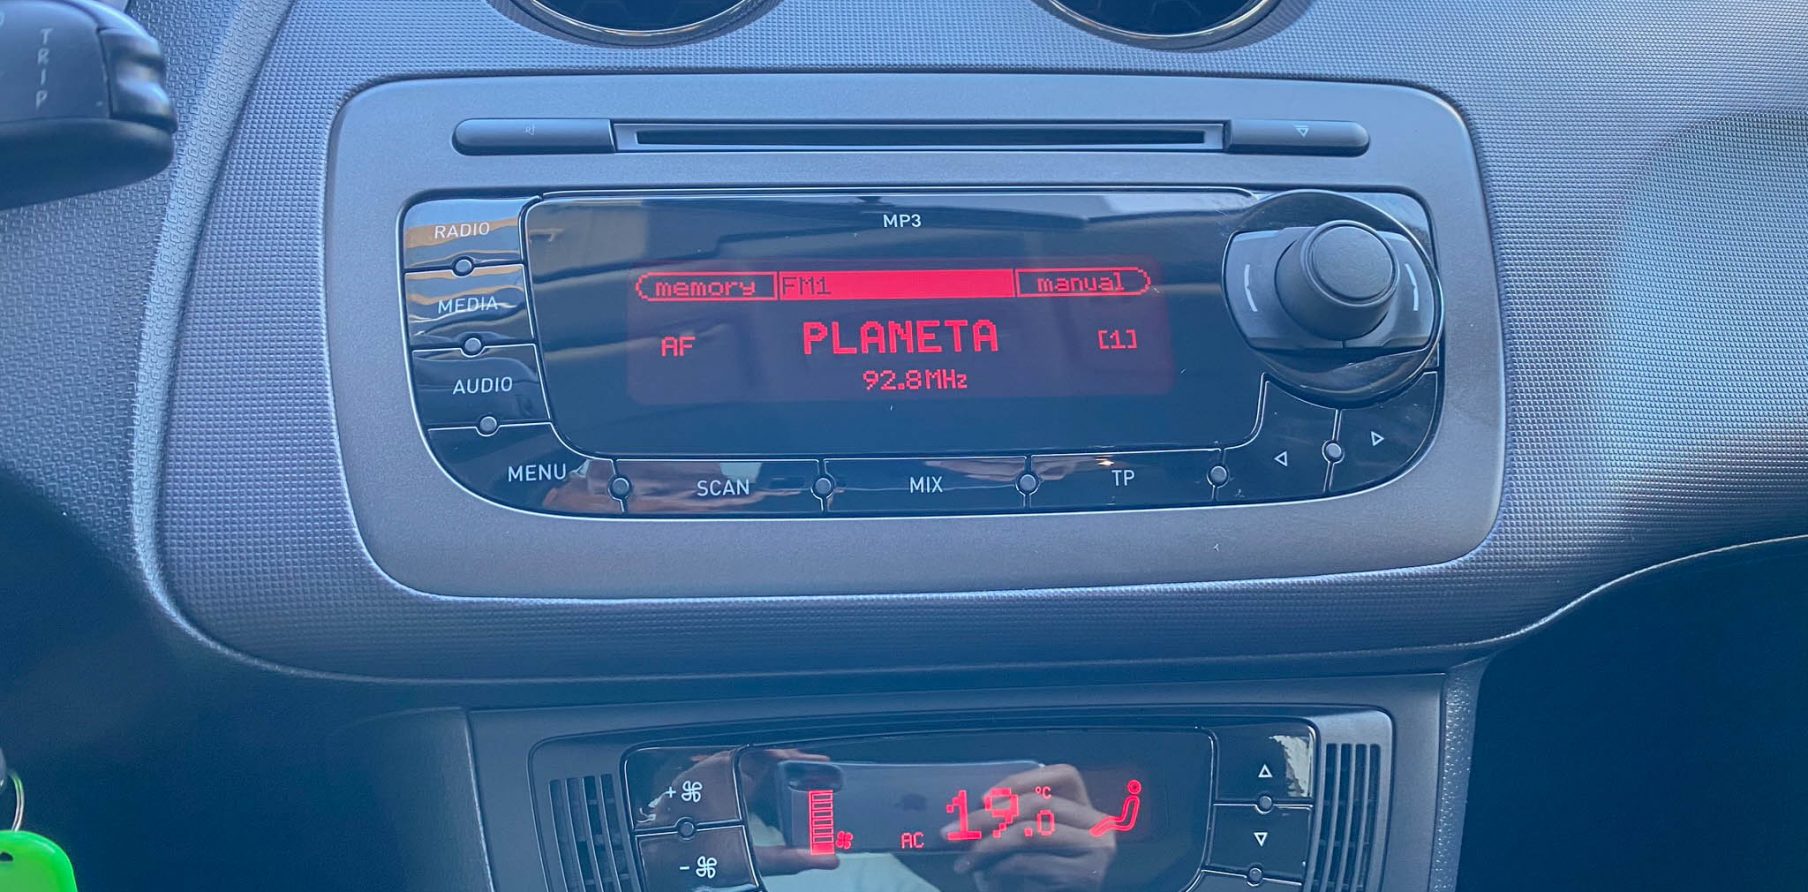 TRIP
MP3
RADIO
memory FM1 manual
MEDIA
AF PLANETA [1]
92.8MHz
AUDIO
MENU SCAN MIX TP
+
AC 19.0 °C
-